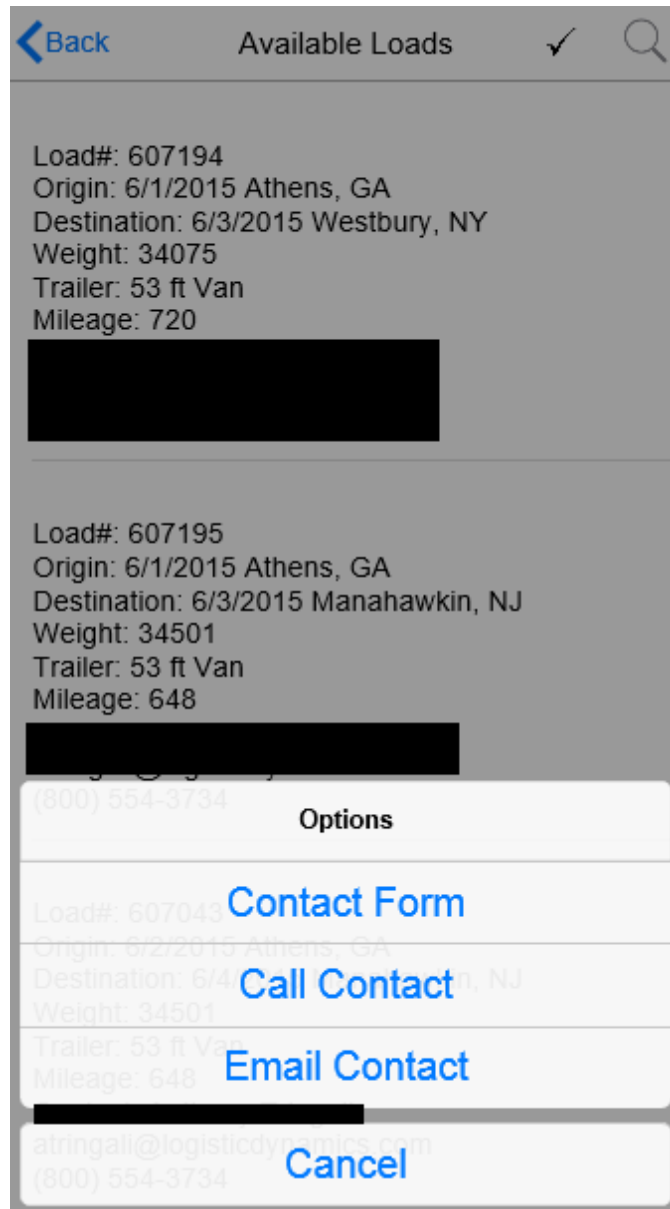 Back Available Loads
Load#: 607194
Origin: 6/1/2015 Athens, GA
Destination: 6/3/2015 Westbury, NY
Weight: 34075
Trailer: 53 ft Van
Mileage: 720
Load#: 607195
Origin: 6/1/2015 Athens, GA
Destination: 6/3/2015 Manahawkin, NJ
Weight: 34501
Trailer: 53 ft Van
Mileage: 648
(800) 554-3734
Options
Load#: 607043
Contact Form
Origin: 6/2/2015 Athens, GA
Destination: 6/4/ NJ
Call Contact
Weight: 34501
Trailer: 53 ft Van
Mileage: 648
Email Contact
atringali@logisticdynamics.com
(800) 554-3734
Cancel